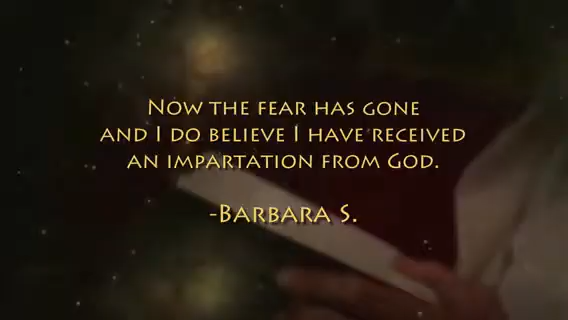 Now the fear has gone
and I do believe I have received
an impartation from God.
-Barbara S.